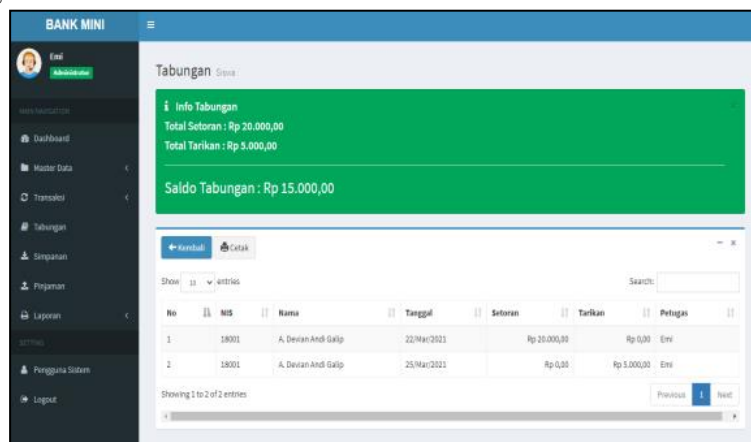 BANK MINI
Emi
Administrator
Tabungan Siswa
MAIN NAVIGATION
Dashboard
Master Data
Transaksi
Tabungan
Simpanan
Pinjaman
Laporan
SETTING
Pengguna Sistem
Logout
Info Tabungan
Total Setoran : Rp 20.000,00
Total Tarikan : Rp 5.000,00
Saldo Tabungan : Rp 15.000,00
Kembali Cetak
Show 10 entries Search:
No NIS Nama Tanggal Setoran Tarikan Petugas
1 18001 A. Devian Andi Galip 22/Mar/2021 Rp 20.000,00 Rp 0,00 Emi
2 18001 A. Devian Andi Galip 25/Mar/2021 Rp 0,00 Rp 5.000,00 Emi
Showing 1 to 2 of 2 entries Previous 1 Next